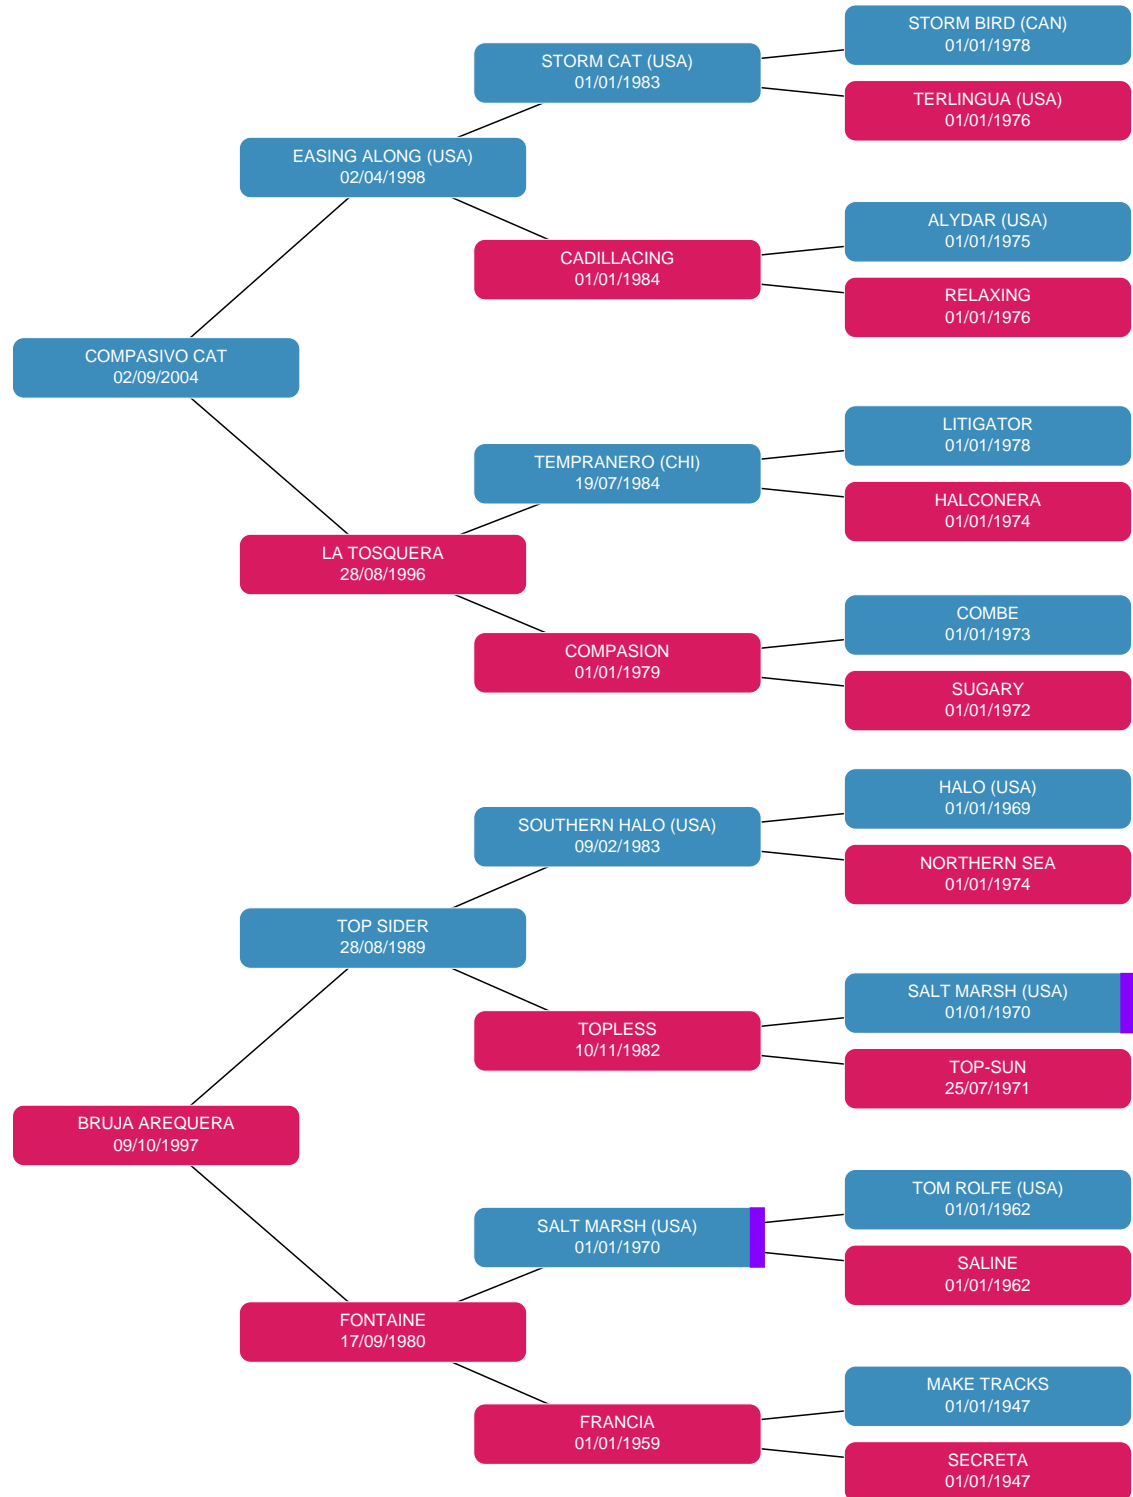 STORM BIRD (CAN)
01/01/1978
STORM CAT (USA)
01/01/1983
TERLINGUA (USA)
01/01/1976
EASING ALONG (USA)
02/04/1998
ALYDAR (USA)
01/01/1975
CADILLACING
01/01/1984
RELAXING
01/01/1976
COMPASIVO CAT
02/09/2004
LITIGATOR
01/01/1978
TEMPRANERO (CHI)
19/07/1984
HALCONERA
01/01/1974
LA TOSQUERA
28/08/1996
COMBE
01/01/1973
COMPASION
01/01/1979
SUGARY
01/01/1972
HALO (USA)
01/01/1969
SOUTHERN HALO (USA)
09/02/1983
NORTHERN SEA
01/01/1974
TOP SIDER
28/08/1989
SALT MARSH (USA)
01/01/1970
TOPLESS
10/11/1982
TOP-SUN
25/07/1971
BRUJA AREQUERA
09/10/1997
TOM ROLFE (USA)
01/01/1962
SALT MARSH (USA)
01/01/1970
SALINE
01/01/1962
FONTAINE
17/09/1980
MAKE TRACKS
01/01/1947
FRANCIA
01/01/1959
SECRETA
01/01/1947